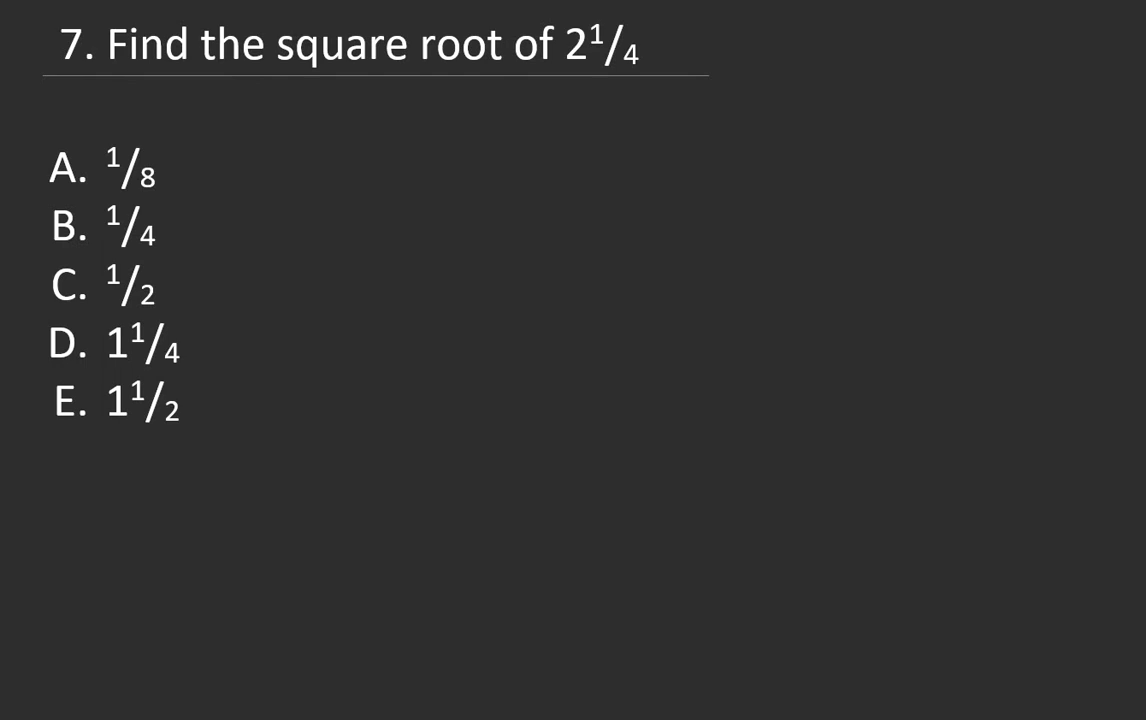 7. Find the square root of 2¹/₄
A. ¹/₈
B. ¹/₄
C. ¹/₂
D. 1¹/₄
E. 1¹/₂